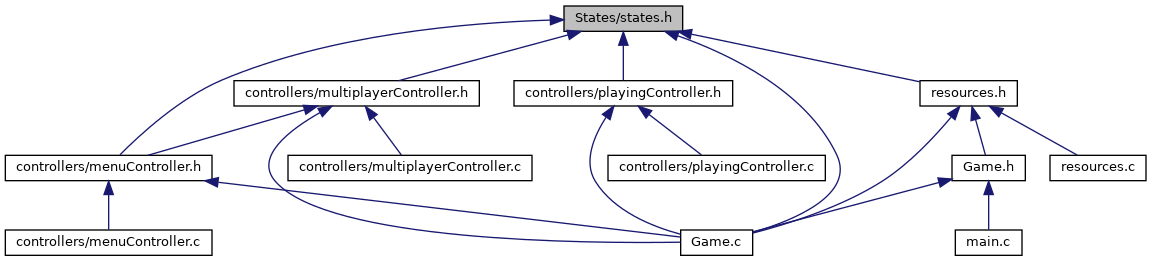 States/states.h
controllers/multiplayerController.h
controllers/playingController.h
resources.h
controllers/menuController.h
controllers/multiplayerController.c
controllers/playingController.c
Game.h
resources.c
controllers/menuController.c
Game.c
main.c